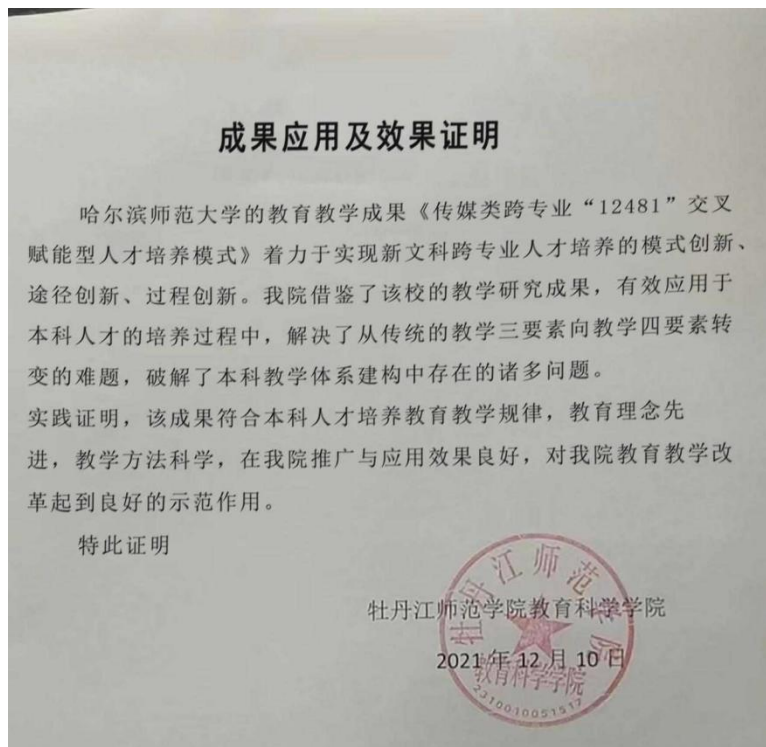 成果应用及效果证明
哈尔滨师范大学的教育教学成果《传媒类跨专业“12481”交叉
赋能型人才培养模式》着力于实现新文科跨专业人才培养的模式创新、
途径创新、过程创新。我院借鉴了该校的教学研究成果，有效应用于
本科人才的培养过程中，解决了从传统的教学三要素向教学四要素转
变的难题，破解了本科教学体系建构中存在的诸多问题。
实践证明，该成果符合本科人才培养教育教学规律，教育理念先
进，教学方法科学，在我院推广与应用效果良好，对我院教育教学改
革起到良好的示范作用。
特此证明
牡丹江师范学院教育科学学院
2021 年 12 月 10 日
牡丹江师范学院
教育科学学院
2310010051517